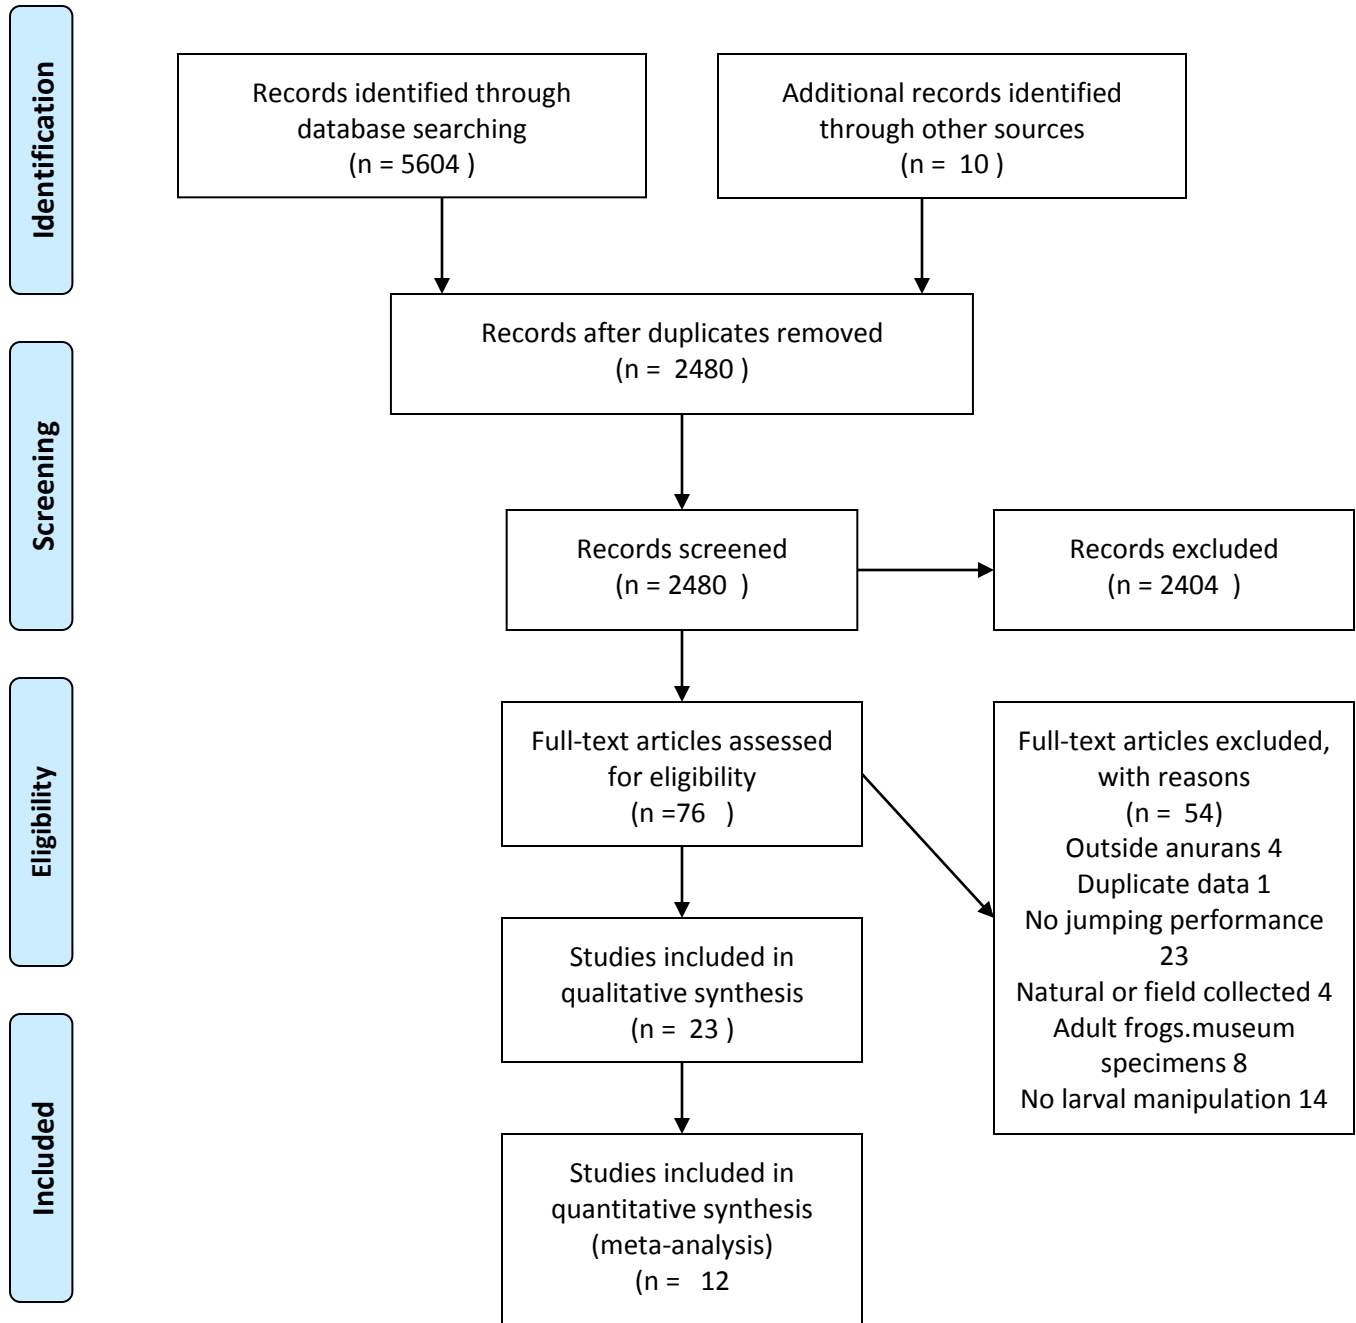 Identification
Records identified through
database searching
(n = 5604 )
Additional records identified
through other sources
(n = 10 )
Records after duplicates removed
(n = 2480 )
Screening
Records screened
(n = 2480 )
Records excluded
(n = 2404 )
Eligibility
Full-text articles assessed
for eligibility
(n =76 )
Full-text articles excluded,
with reasons
(n = 54)
Outside anurans 4
Duplicate data 1
No jumping performance
23
Natural or field collected 4
Adult frogs.museum
specimens 8
No larval manipulation 14
Studies included in
qualitative synthesis
(n = 23 )
Included
Studies included in
quantitative synthesis
(meta-analysis)
(n = 12